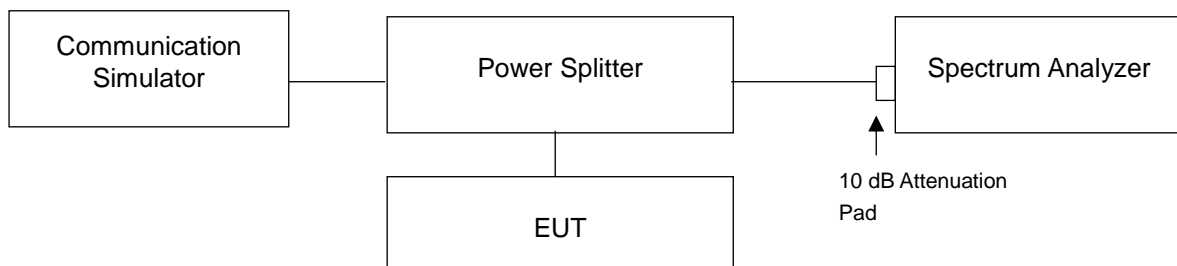 Communication
Simulator
Power Splitter
Spectrum Analyzer
10 dB Attenuation
Pad
EUT